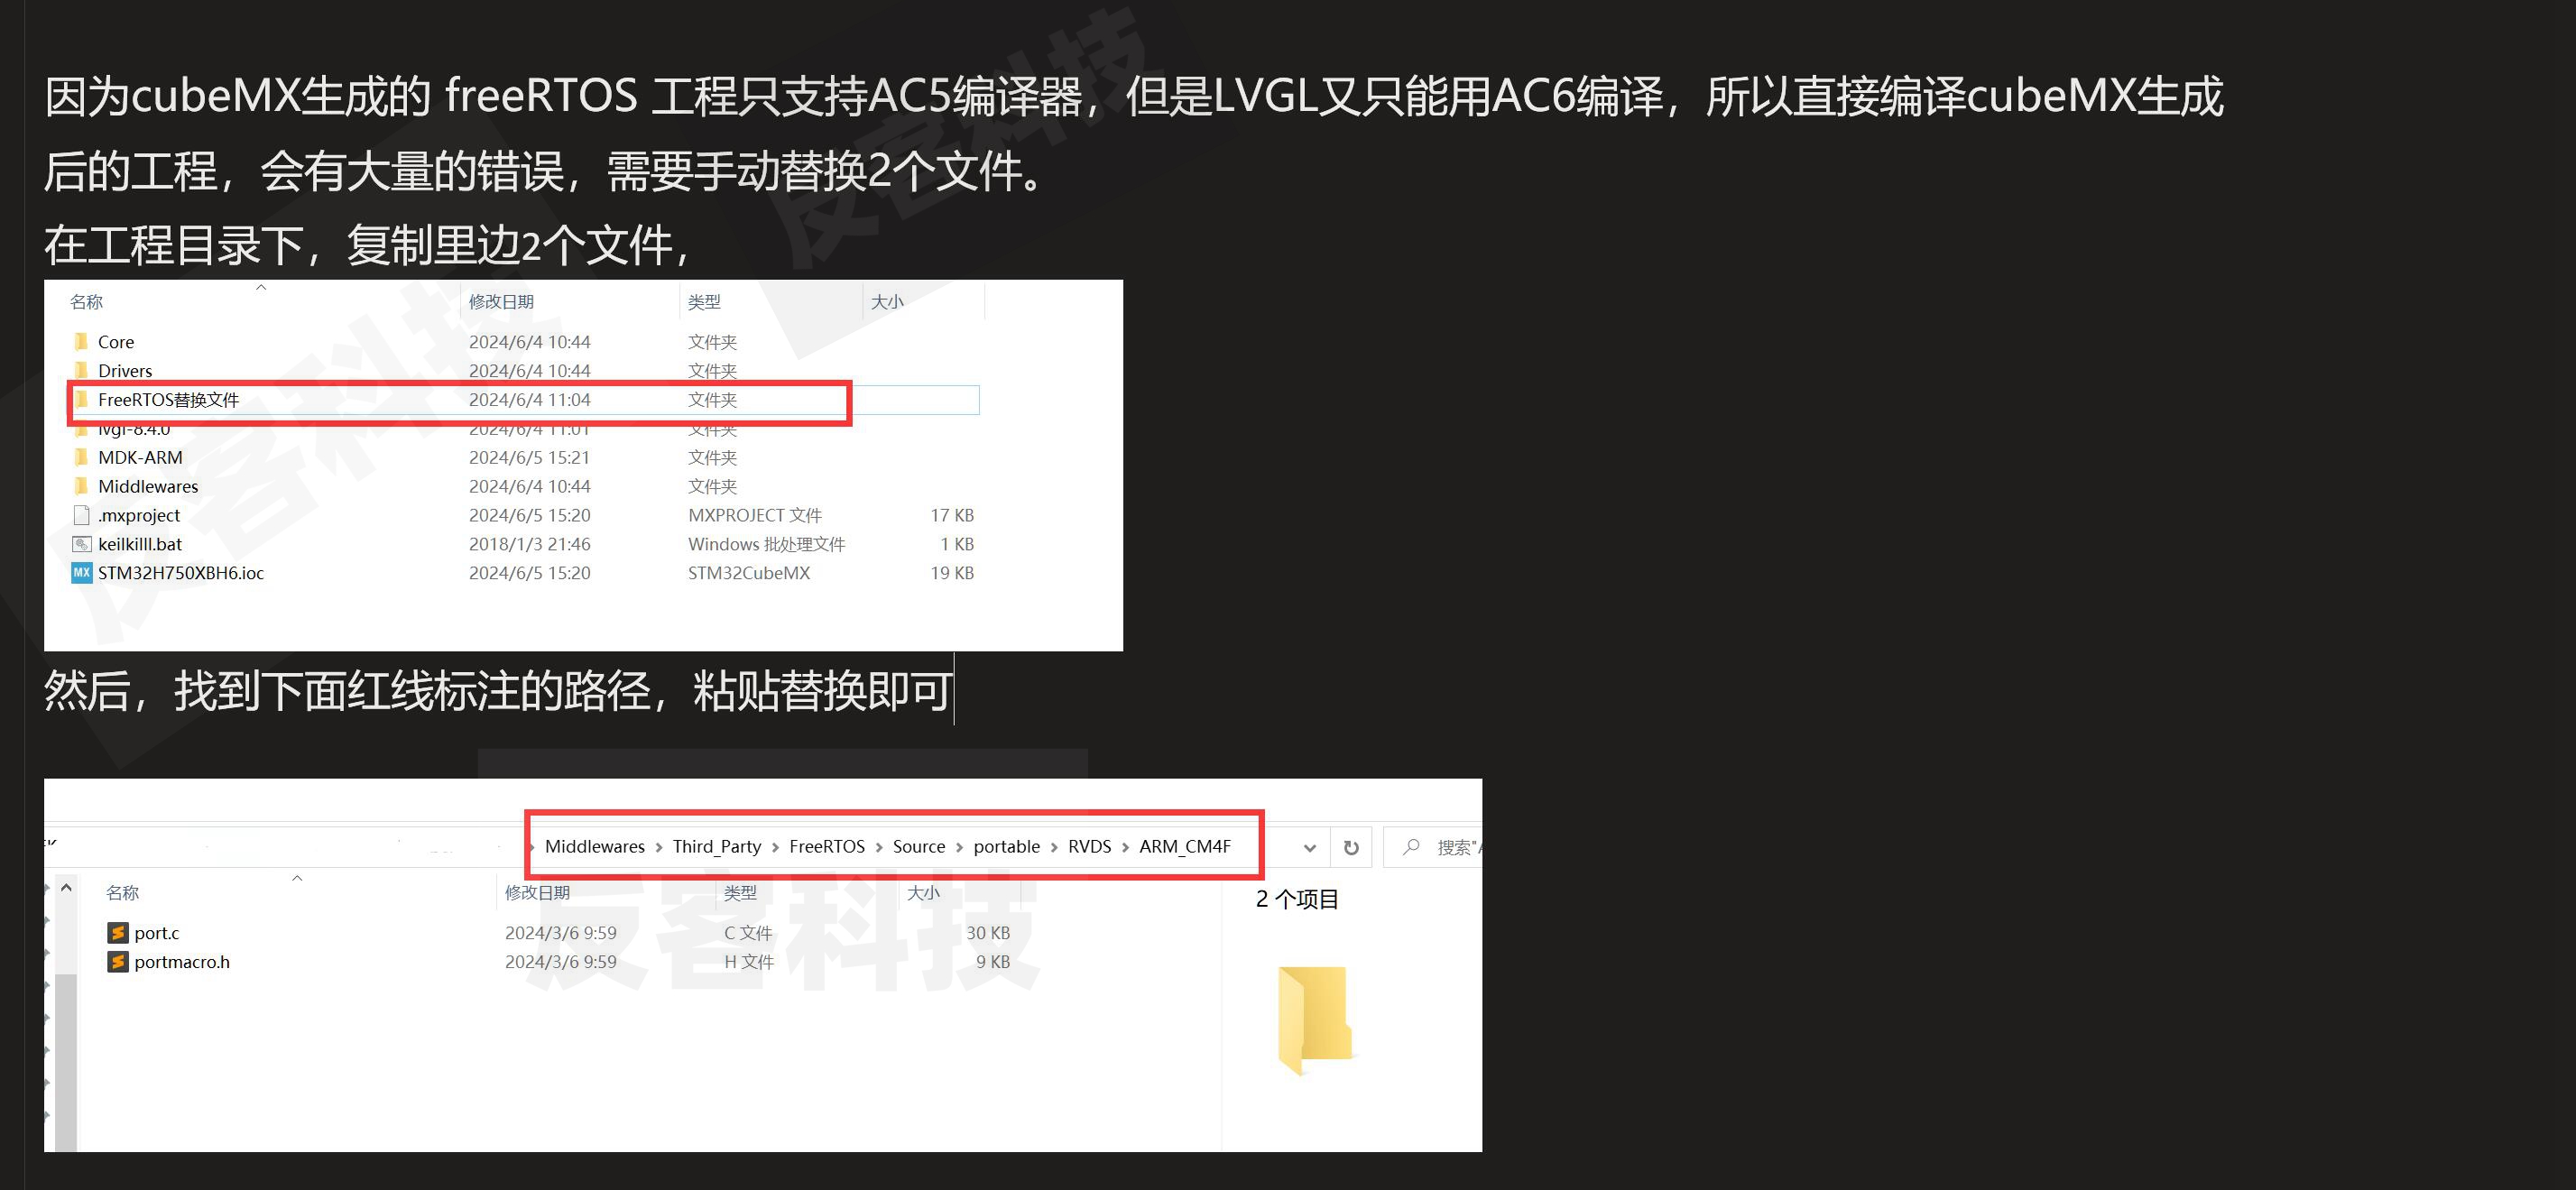 因为cubeMX生成的 freeRTOS 工程只支持AC5编译器，但是LVGL又只能用AC6编译，所以直接编译cubeMX生成
后的工程，会有大量的错误，需要手动替换2个文件。
在工程目录下，复制里边2个文件，
名称 修改日期 类型 大小
Core 2024/6/4 10:44 文件夹
Drivers 2024/6/4 10:44 文件夹
FreeRTOS替换文件 2024/6/4 11:04 文件夹
lvgl-8.4.0 2024/6/4 11:01 文件夹
MDK-ARM 2024/6/5 15:21 文件夹
Middlewares 2024/6/4 10:44 文件夹
.mxproject 2024/6/5 15:20 MXPROJECT 文件 17 KB
keilkilll.bat 2018/1/3 21:46 Windows 批处理文件 1 KB
MX STM32H750XBH6.ioc 2024/6/5 15:20 STM32CubeMX 19 KB
然后，找到下面红线标注的路径，粘贴替换即可
Middlewares > Third_Party > FreeRTOS > Source > portable > RVDS > ARM_CM4F 搜索"
名称 修改日期 类型 大小
2 个项目
port.c 2024/3/6 9:59 C 文件 30 KB
portmacro.h 2024/3/6 9:59 H 文件 9 KB
反客科技
反客科技
反客科技